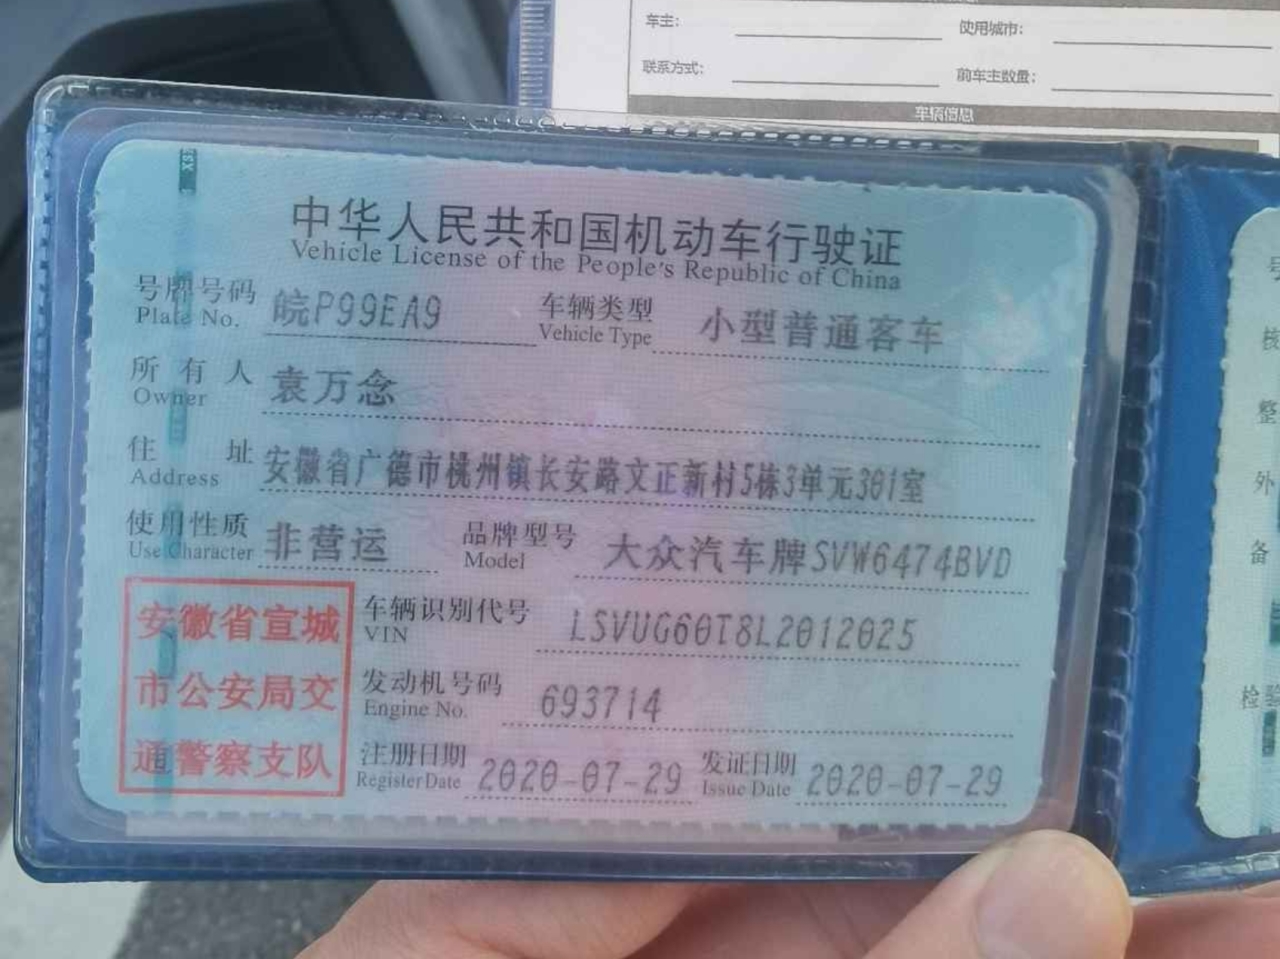 车主:
使用城市:
联系方式:
前车主数量:
车辆信息
中华人民共和国机动车行驶证
Vehicle License of the People's Republic of China
号牌号码 皖P99EA9 车辆类型 小型普通客车
Plate No. Vehicle Type
所有人 袁万念
Owner
住址 安徽省广德市桃州镇长安路文正新村5栋3单元301室
Address
使用性质 非营运 品牌型号 大众汽车牌SVW6474BVD
Use Character Model
安徽省宣城
市公安局交
通警察支队
车辆识别代号 LSVUG60T8L2012025
VIN
发动机号码 693714
Engine No.
注册日期 2020-07-29 发证日期 2020-07-29
Register Date Issue Date
核
整
外
备
检